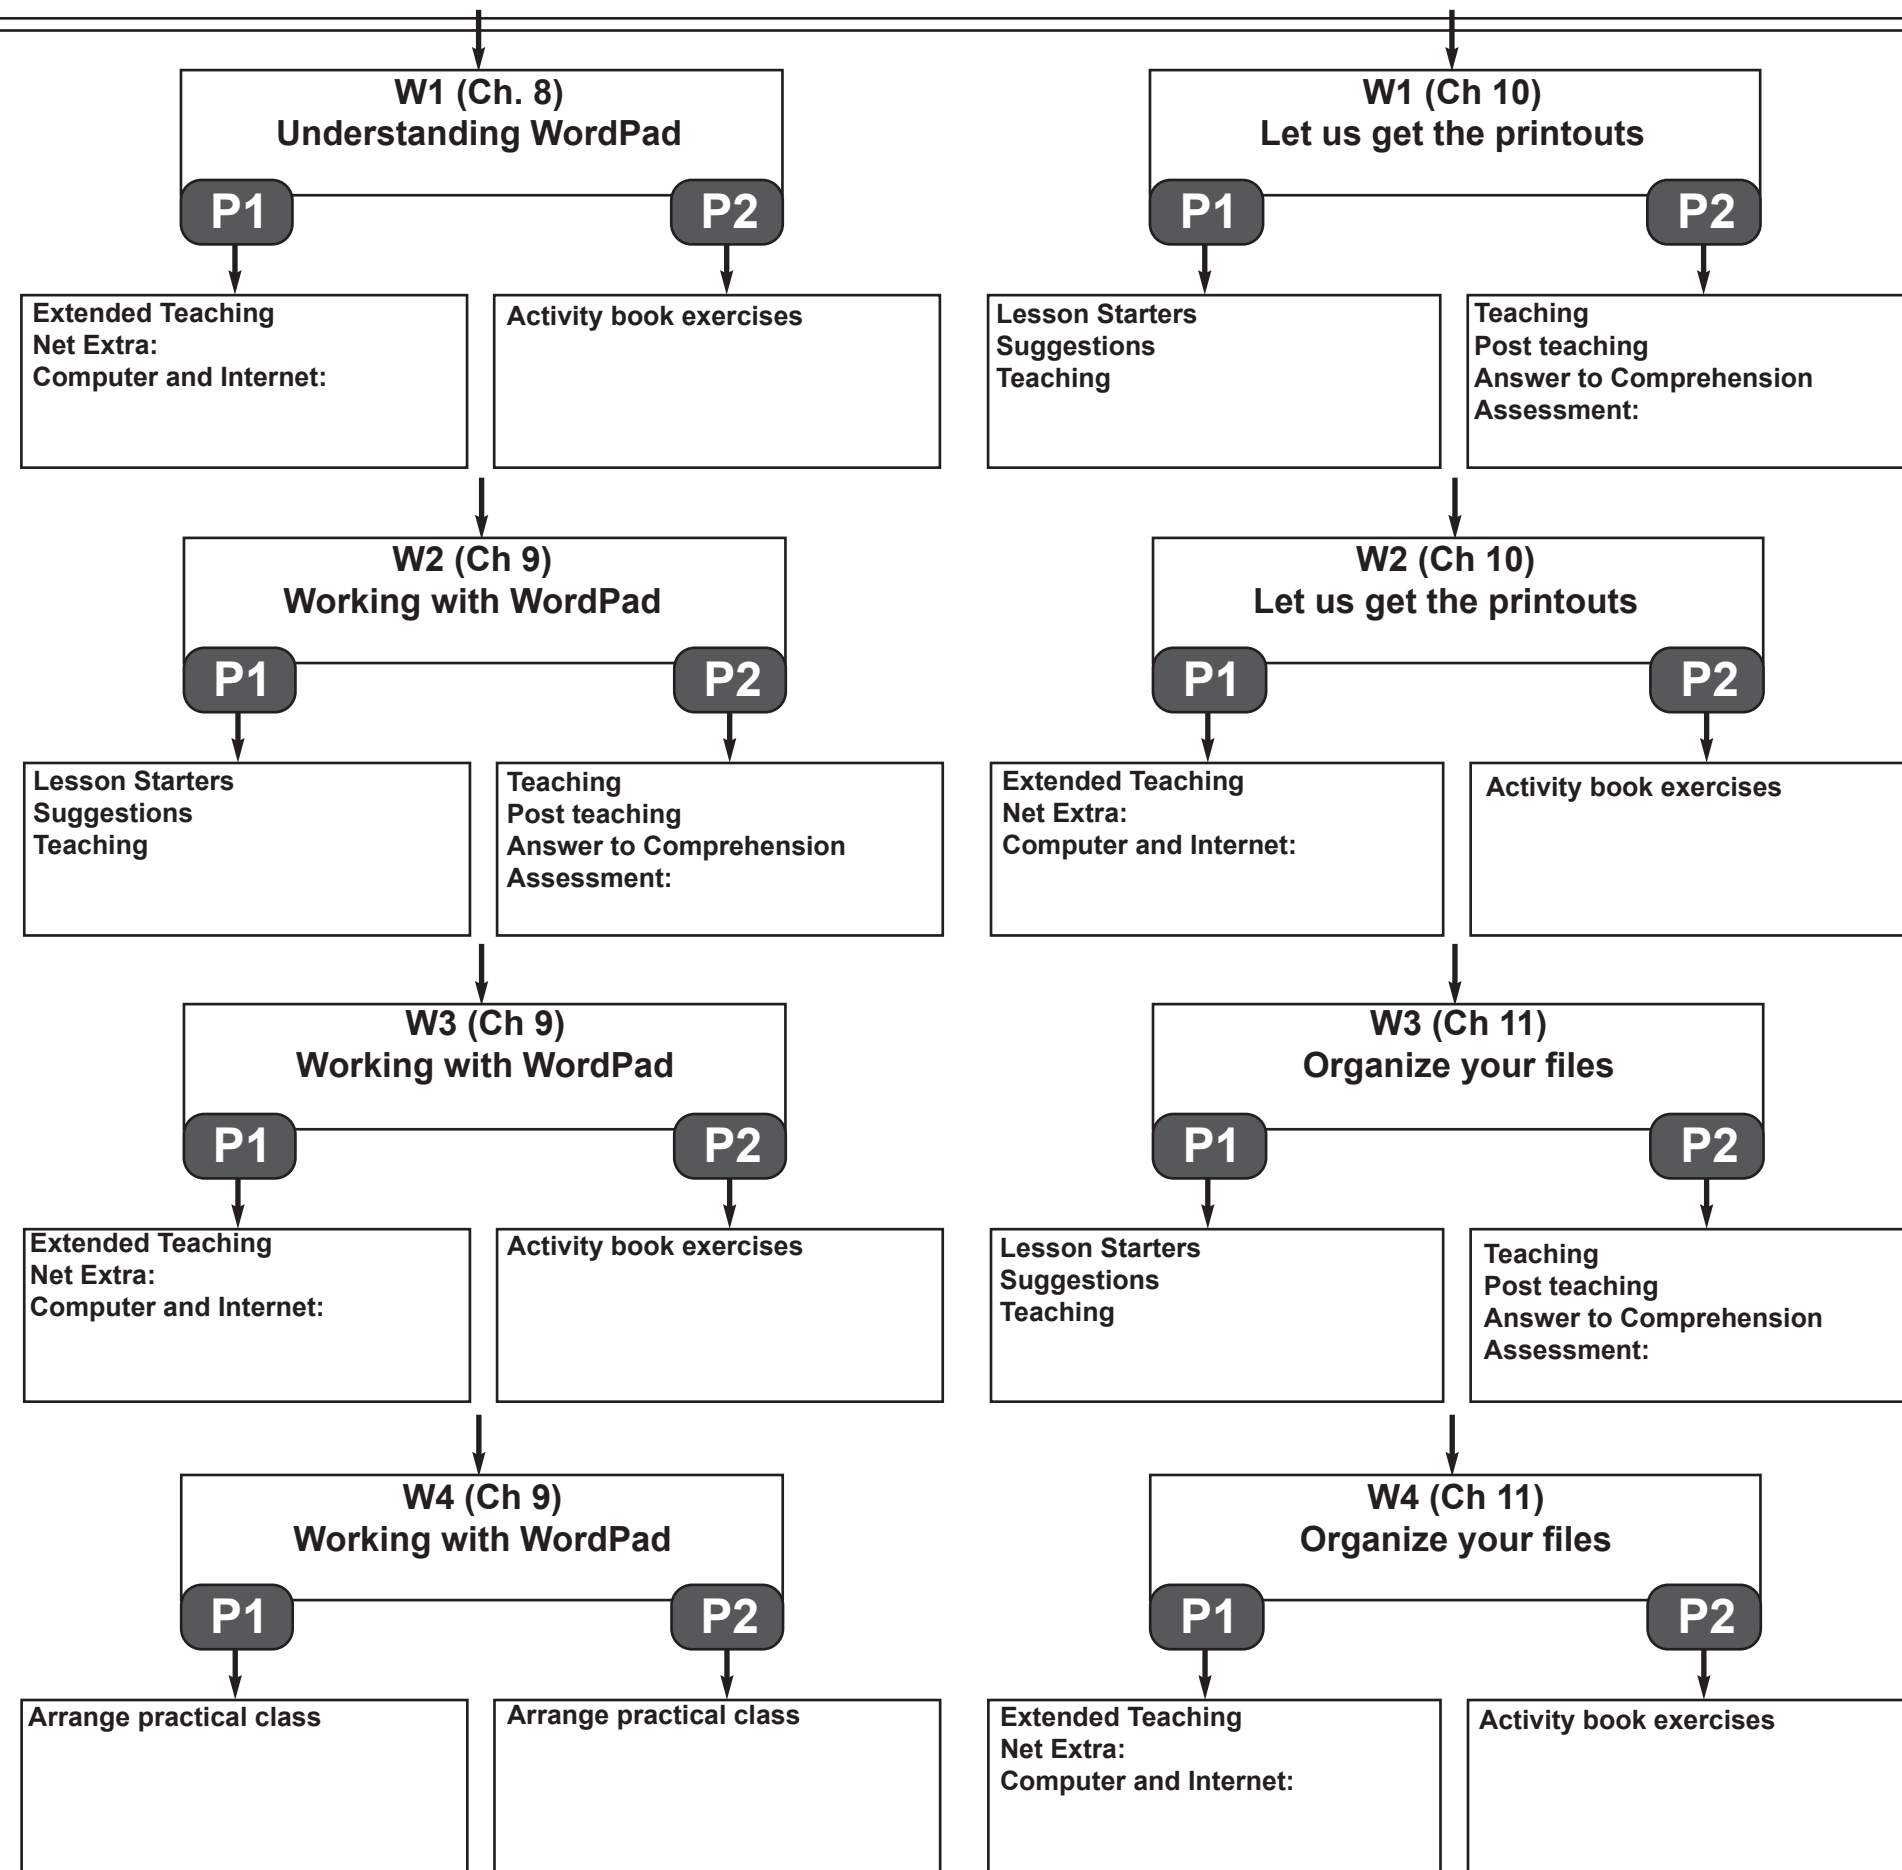 W1 (Ch. 8)
Understanding WordPad
P1
P2
Extended Teaching
Net Extra:
Computer and Internet:
Activity book exercises
W2 (Ch 9)
Working with WordPad
P1
P2
Lesson Starters
Suggestions
Teaching
Teaching
Post teaching
Answer to Comprehension
Assessment:
W3 (Ch 9)
Working with WordPad
P1
P2
Extended Teaching
Net Extra:
Computer and Internet:
Activity book exercises
W4 (Ch 9)
Working with WordPad
P1
P2
Arrange practical class
Arrange practical class
W1 (Ch 10)
Let us get the printouts
P1
P2
Lesson Starters
Suggestions
Teaching
Teaching
Post teaching
Answer to Comprehension
Assessment:
W2 (Ch 10)
Let us get the printouts
P1
P2
Extended Teaching
Net Extra:
Computer and Internet:
Activity book exercises
W3 (Ch 11)
Organize your files
P1
P2
Lesson Starters
Suggestions
Teaching
Teaching
Post teaching
Answer to Comprehension
Assessment:
W4 (Ch 11)
Organize your files
P1
P2
Extended Teaching
Net Extra:
Computer and Internet:
Activity book exercises